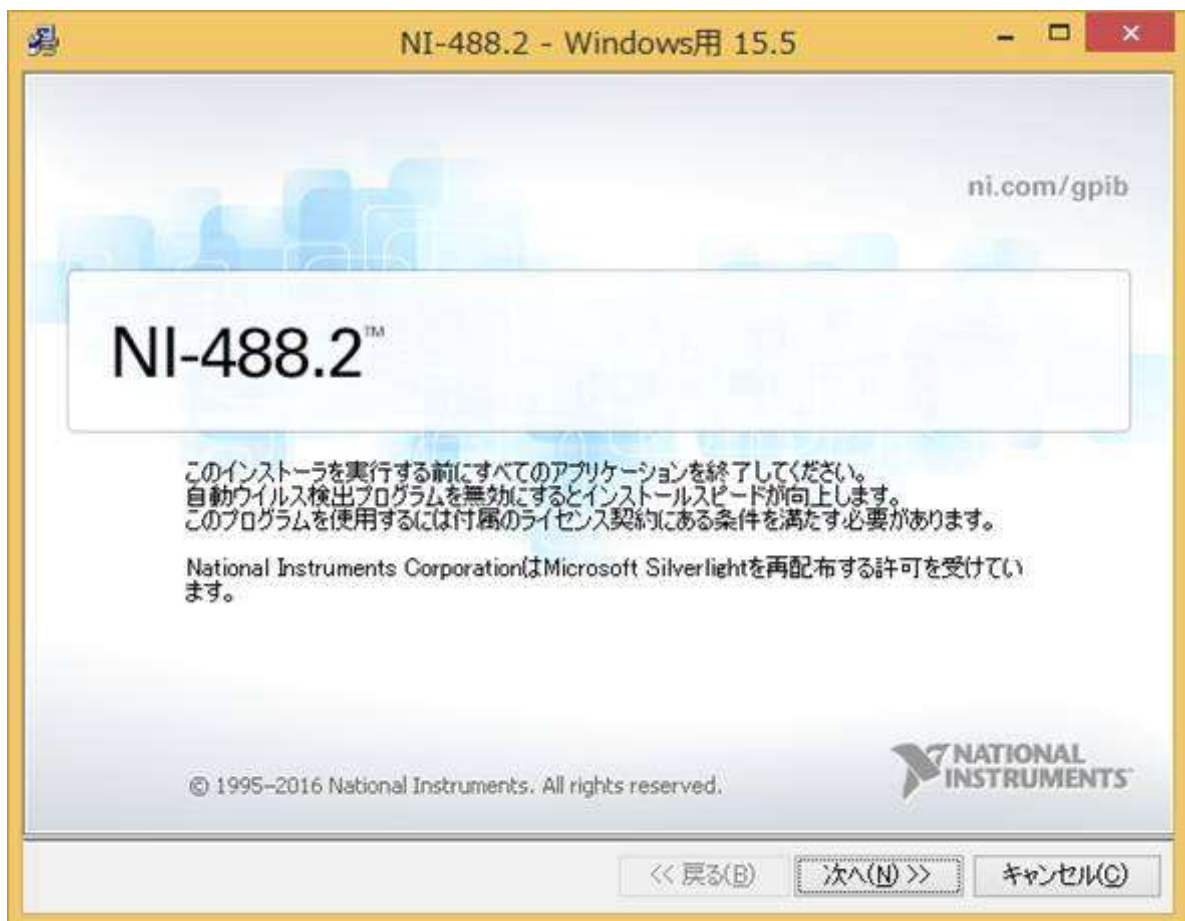 NI-488.2 - Windows用 15.5
ni.com/gpib
NI-488.2™
このインストーラを実行する前にすべてのアプリケーションを終了してください。
自動ウイルス検出プログラムを無効にするとインストールスピードが向上します。
このプログラムを使用するには付属のライセンス契約にある条件を満たす必要があります。
National Instruments CorporationはMicrosoft Silverlightを再配布する許可を受けてい
ます。
NATIONAL
INSTRUMENTS
© 1995–2016 National Instruments. All rights reserved.
<< 戻る(B)
次へ(N) >>
キャンセル(C)